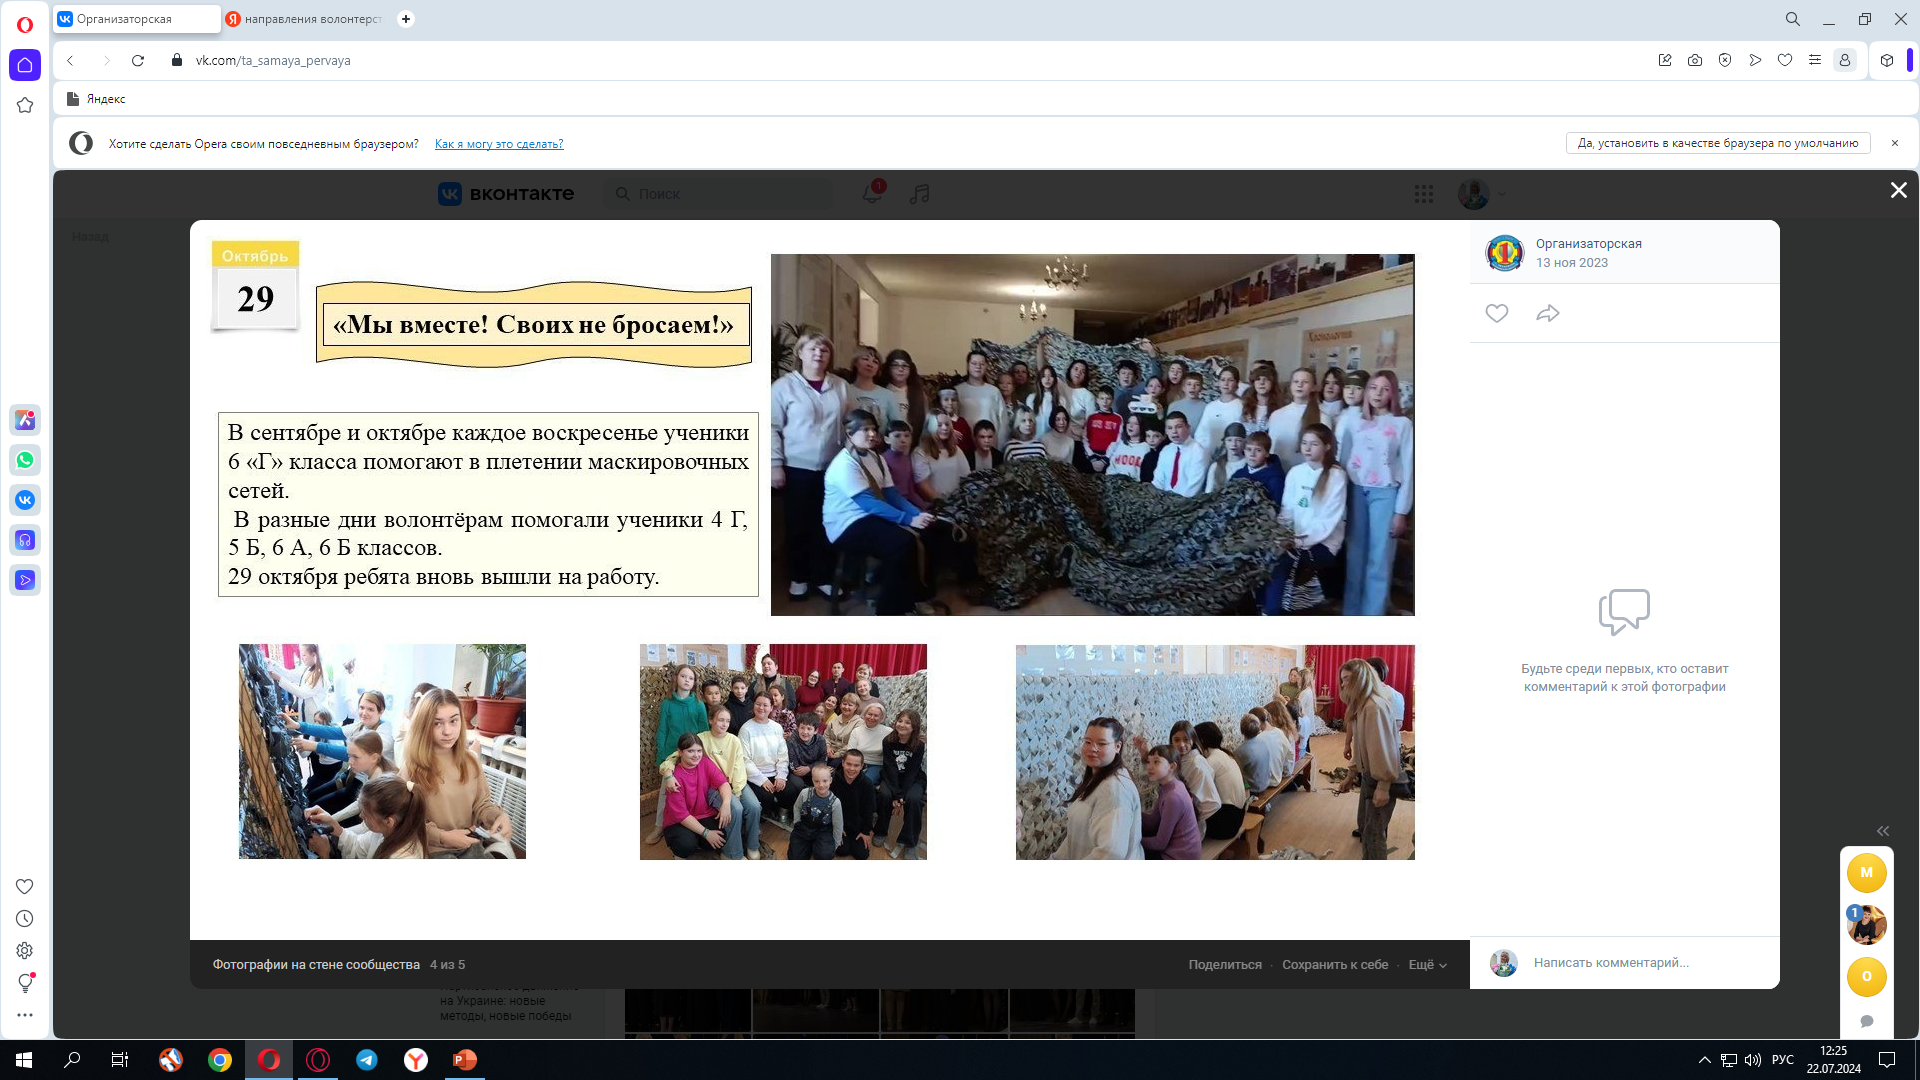 Организаторская
направления волонтерст
vk.com/ta_samaya_pervaya
Яндекс
Хотите сделать Opera своим повседневным браузером?
Как я могу это сделать?
Да, установить в качестве браузера по умолчанию
вконтакте
Поиск
1
Назад
Октябрь
29
«Мы вместе! Своих не бросаем!»
В сентябре и октябре каждое воскресенье ученики
6 «Г» класса помогают в плетении маскировочных
сетей.
В разные дни волонтёрам помогали ученики 4 Г,
5 Б, 6 А, 6 Б классов.
29 октября ребята вновь вышли на работу.
Организаторская
13 ноя 2023
Будьте среди первых, кто оставит
комментарий к этой фотографии
Фотографии на стене сообщества 4 из 5
Поделиться · Сохранить к себе · Ещё
Написать комментарий...
на Украине: новые
методы, новые победы
М
1
О
РУС
12:25
22.07.2024